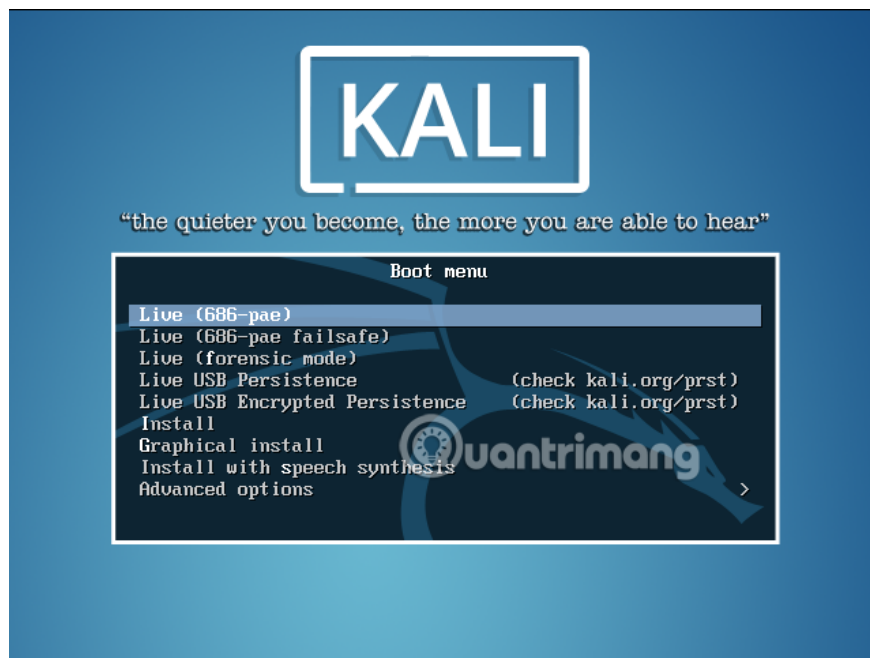 KALI
“the quieter you become, the more you are able to hear”
Boot menu
Live (686-pae)
Live (686-pae failsafe)
Live (forensic mode)
Live USB Persistence (check kali.org/prst)
Live USB Encrypted Persistence (check kali.org/prst)
Install
Graphical install
Quantrimang
Install with speech synthesis
Advanced options >